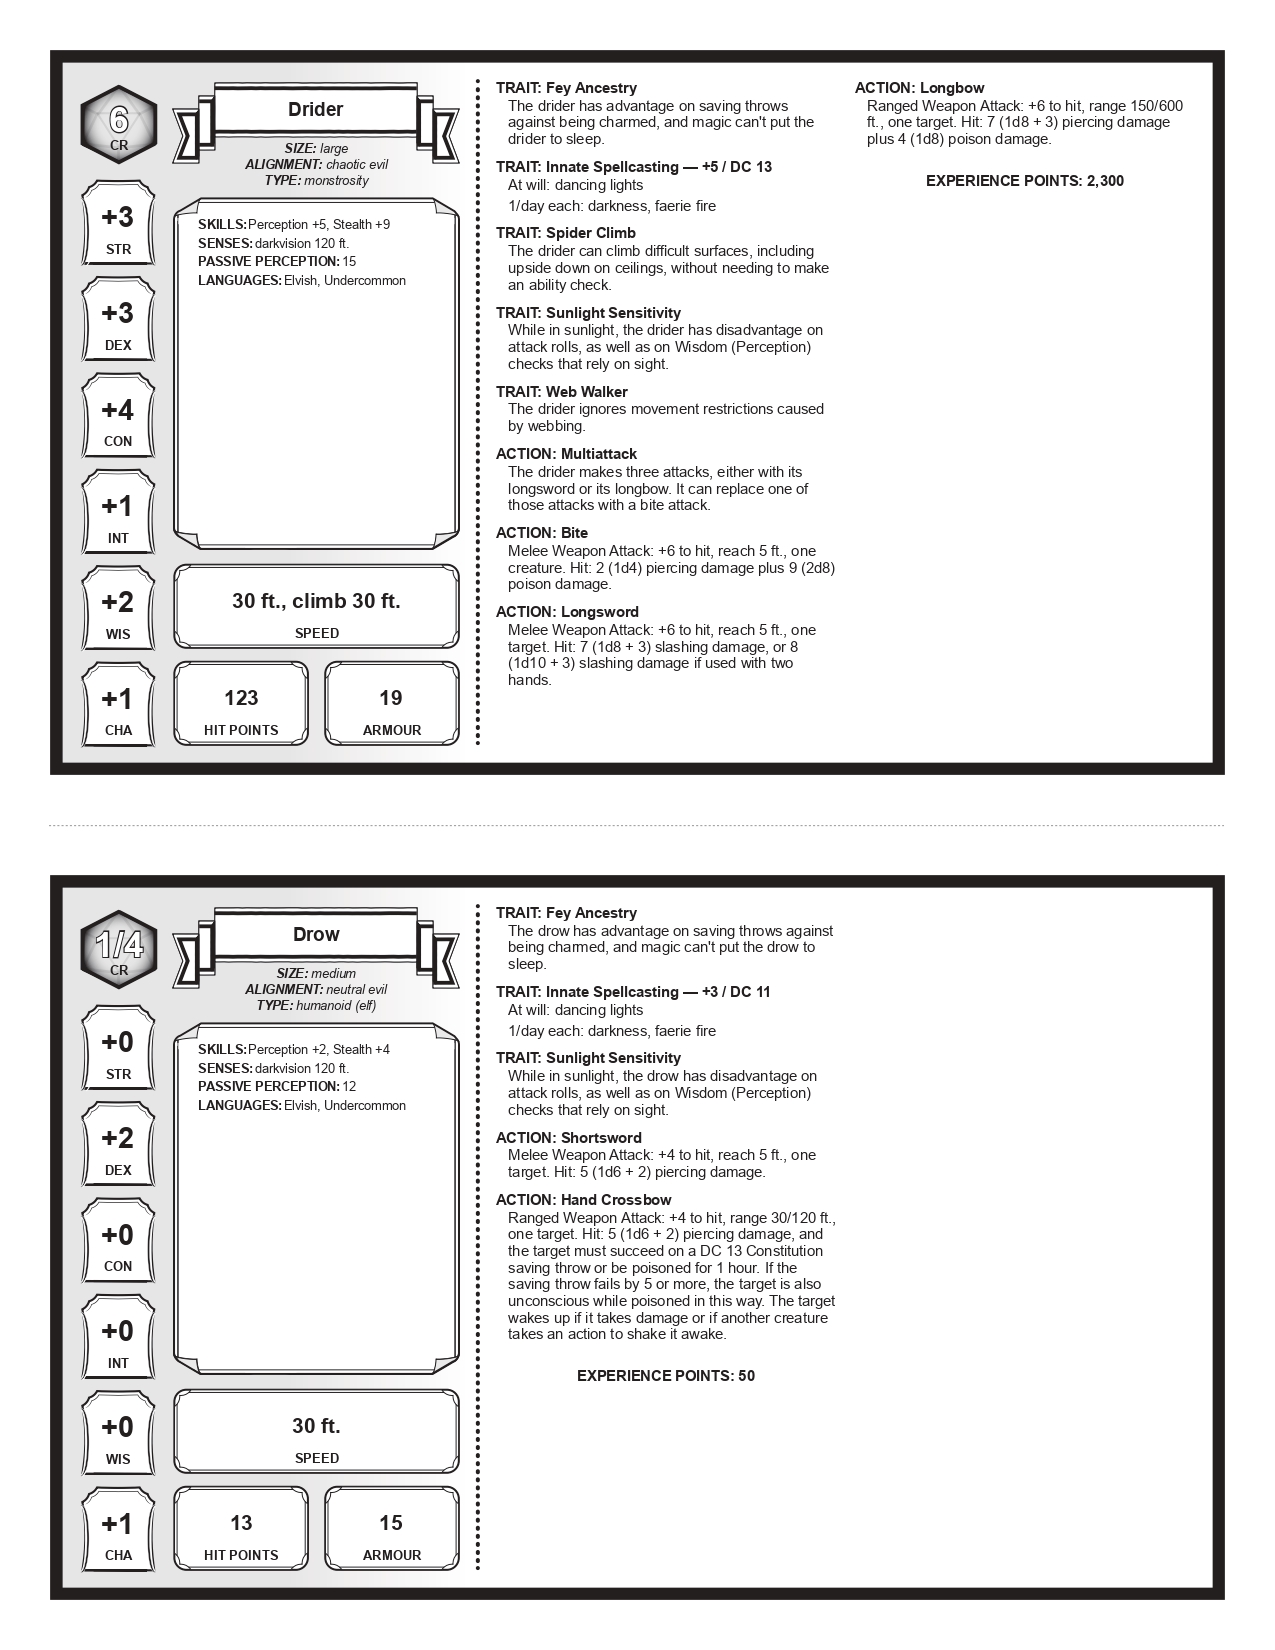 6
CR
Drider
SIZE: large
ALIGNMENT: chaotic evil
TYPE: monstrosity
+3
STR
+3
DEX
+4
CON
+1
INT
+2
WIS
+1
CHA
SKILLS: Perception +5, Stealth +9
SENSES: darkvision 120 ft.
PASSIVE PERCEPTION: 15
LANGUAGES: Elvish, Undercommon
30 ft., climb 30 ft.
SPEED
123
HIT POINTS
19
ARMOUR
TRAIT: Fey Ancestry
The drider has advantage on saving throws
against being charmed, and magic can't put the
drider to sleep.
TRAIT: Innate Spellcasting — +5 / DC 13
At will: dancing lights
1/day each: darkness, faerie fire
TRAIT: Spider Climb
The drider can climb difficult surfaces, including
upside down on ceilings, without needing to make
an ability check.
TRAIT: Sunlight Sensitivity
While in sunlight, the drider has disadvantage on
attack rolls, as well as on Wisdom (Perception)
checks that rely on sight.
TRAIT: Web Walker
The drider ignores movement restrictions caused
by webbing.
ACTION: Multiattack
The drider makes three attacks, either with its
longsword or its longbow. It can replace one of
those attacks with a bite attack.
ACTION: Bite
Melee Weapon Attack: +6 to hit, reach 5 ft., one
creature. Hit: 2 (1d4) piercing damage plus 9 (2d8)
poison damage.
ACTION: Longsword
Melee Weapon Attack: +6 to hit, reach 5 ft., one
target. Hit: 7 (1d8 + 3) slashing damage, or 8
(1d10 + 3) slashing damage if used with two
hands.
ACTION: Longbow
Ranged Weapon Attack: +6 to hit, range 150/600
ft., one target. Hit: 7 (1d8 + 3) piercing damage
plus 4 (1d8) poison damage.
EXPERIENCE POINTS: 2,300
1/4
CR
Drow
SIZE: medium
ALIGNMENT: neutral evil
TYPE: humanoid (elf)
+0
STR
+2
DEX
+0
CON
+0
INT
+0
WIS
+1
CHA
SKILLS: Perception +2, Stealth +4
SENSES: darkvision 120 ft.
PASSIVE PERCEPTION: 12
LANGUAGES: Elvish, Undercommon
30 ft.
SPEED
13
HIT POINTS
15
ARMOUR
TRAIT: Fey Ancestry
The drow has advantage on saving throws against
being charmed, and magic can't put the drow to
sleep.
TRAIT: Innate Spellcasting — +3 / DC 11
At will: dancing lights
1/day each: darkness, faerie fire
TRAIT: Sunlight Sensitivity
While in sunlight, the drow has disadvantage on
attack rolls, as well as on Wisdom (Perception)
checks that rely on sight.
ACTION: Shortsword
Melee Weapon Attack: +4 to hit, reach 5 ft., one
target. Hit: 5 (1d6 + 2) piercing damage.
ACTION: Hand Crossbow
Ranged Weapon Attack: +4 to hit, range 30/120 ft.,
one target. Hit: 5 (1d6 + 2) piercing damage, and
the target must succeed on a DC 13 Constitution
saving throw or be poisoned for 1 hour. If the
saving throw fails by 5 or more, the target is also
unconscious while poisoned in this way. The target
wakes up if it takes damage or if another creature
takes an action to shake it awake.
EXPERIENCE POINTS: 50